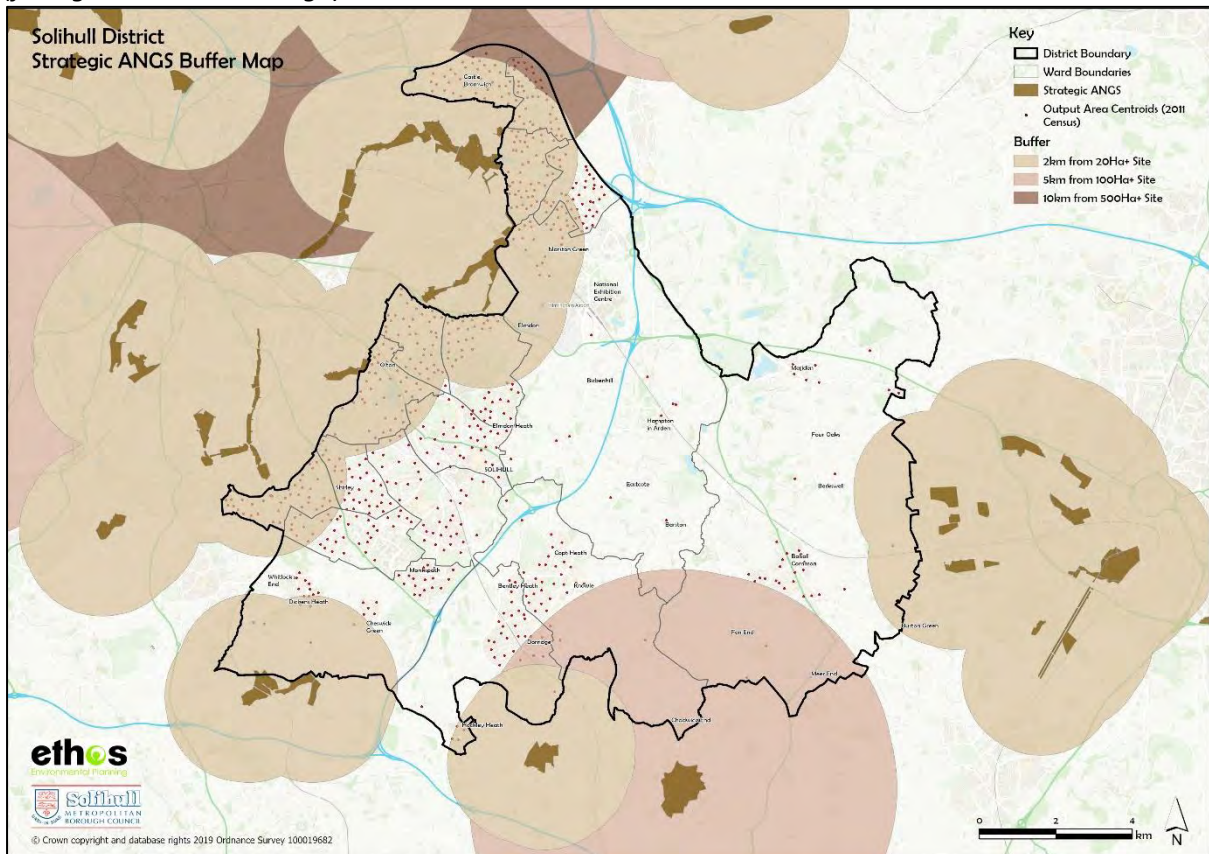 Solihull District
Strategic ANGS Buffer Map
Key
District Boundary
Ward Boundaries
Strategic ANGS
Output Area Centroids (2011
Census)
Buffer
2km from 20Ha+ Site
5km from 100Ha+ Site
10km from 500Ha+ Site
Castle
Bromwich
Marston Green
National
Exhibition
Centre
Elmdon
Olton
Bickenhill
Meriden
Elmdon Heath
Hampton
in Arden
Four Oaks
SOLIHULL
Shirley
Eastcote
Berkswell
Barston
Balsall
Common
Copt Heath
Whitlock's
End
Monkspath
Bentley Heath
Knowle
Dickens Heath
Cheswick
Green
Dorridge
Fen End
Burton Green
Meer End
Chadwick End
Hockley Heath
ethos
Environmental Planning
Solihull
METROPOLITAN
BOROUGH COUNCIL
© Crown copyright and database rights 2019 Ordnance Survey 100019682
0 2 4
km
N